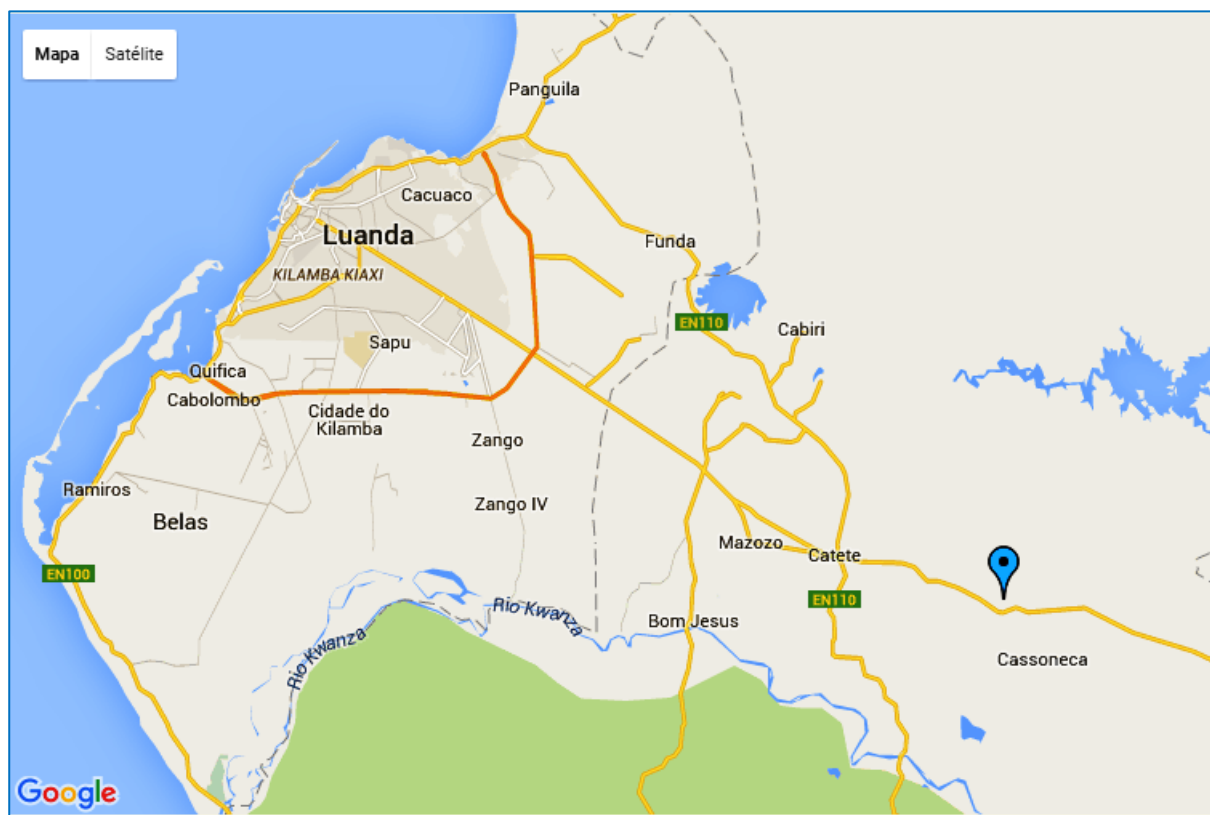 Mapa
Satélite
Panguila
Cacuaco
Luanda
Funda
KILAMBA KIAXI
EN110
Cabiri
Sapu
Quifica
Cabolombo
Cidade do
Kilamba
Zango
Ramiros
Zango IV
Belas
Mazozo
Catete
EN100
EN110
Rio Kwanza
Rio Kwanza
Bom Jesus
Cassoneca
Google